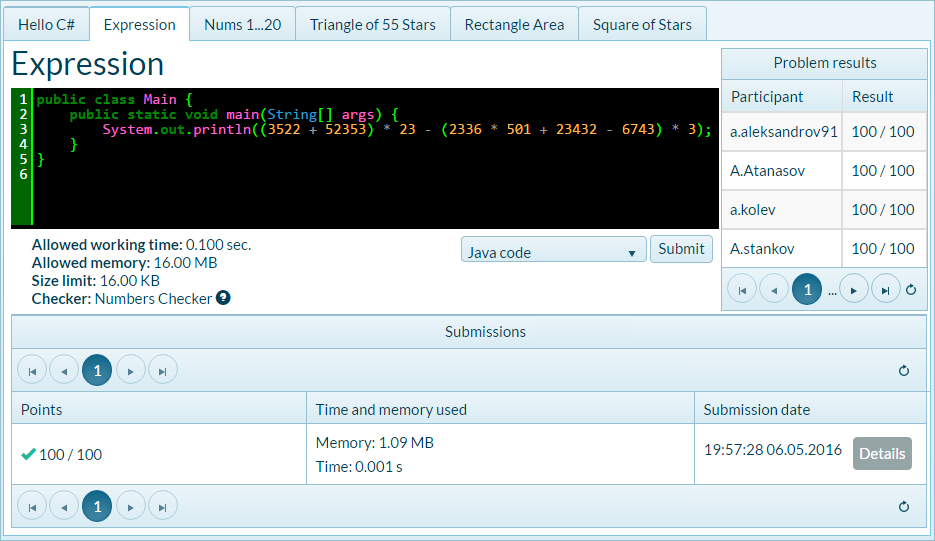 Hello C#
Expression
Nums 1...20
Triangle of 55 Stars
Rectangle Area
Square of Stars
Expression
1 public class Main {
2 public static void main(String[] args) {
3 System.out.println((3522 + 52353) * 23 - (2336 * 501 + 23432 - 6743) * 3);
4 }
5 }
6
Allowed working time: 0.100 sec.
Allowed memory: 16.00 MB
Size limit: 16.00 KB
Checker: Numbers Checker ?
Java code
Submit
Problem results
Participant Result
a.aleksandrov91 100 / 100
A.Atanasov 100 / 100
a.kolev 100 / 100
A.stankov 100 / 100
1 ...
Submissions
1
Points Time and memory used Submission date
100 / 100
Memory: 1.09 MB
Time: 0.001 s
19:57:28 06.05.2016
Details
1